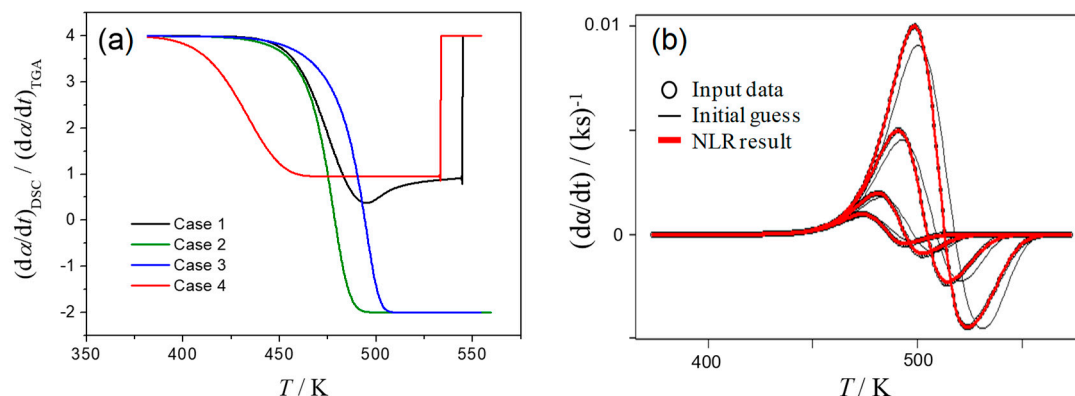 (a)
4
3
2
1
0
-1
-2
350
400
450
500
550
(dα/dt)DSC / (dα/dt)TGA
T / K
Case 1
Case 2
Case 3
Case 4
(b)
0.01
0
400
500
(dα/dt) / (ks)-1
T / K
Input data
Initial guess
NLR result